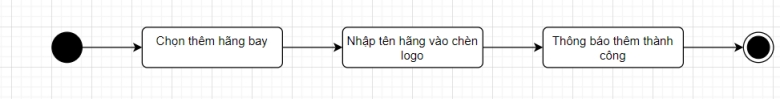 Chọn thêm hãng bay
Nhập tên hãng vào chèn
logo
Thông báo thêm thành
công